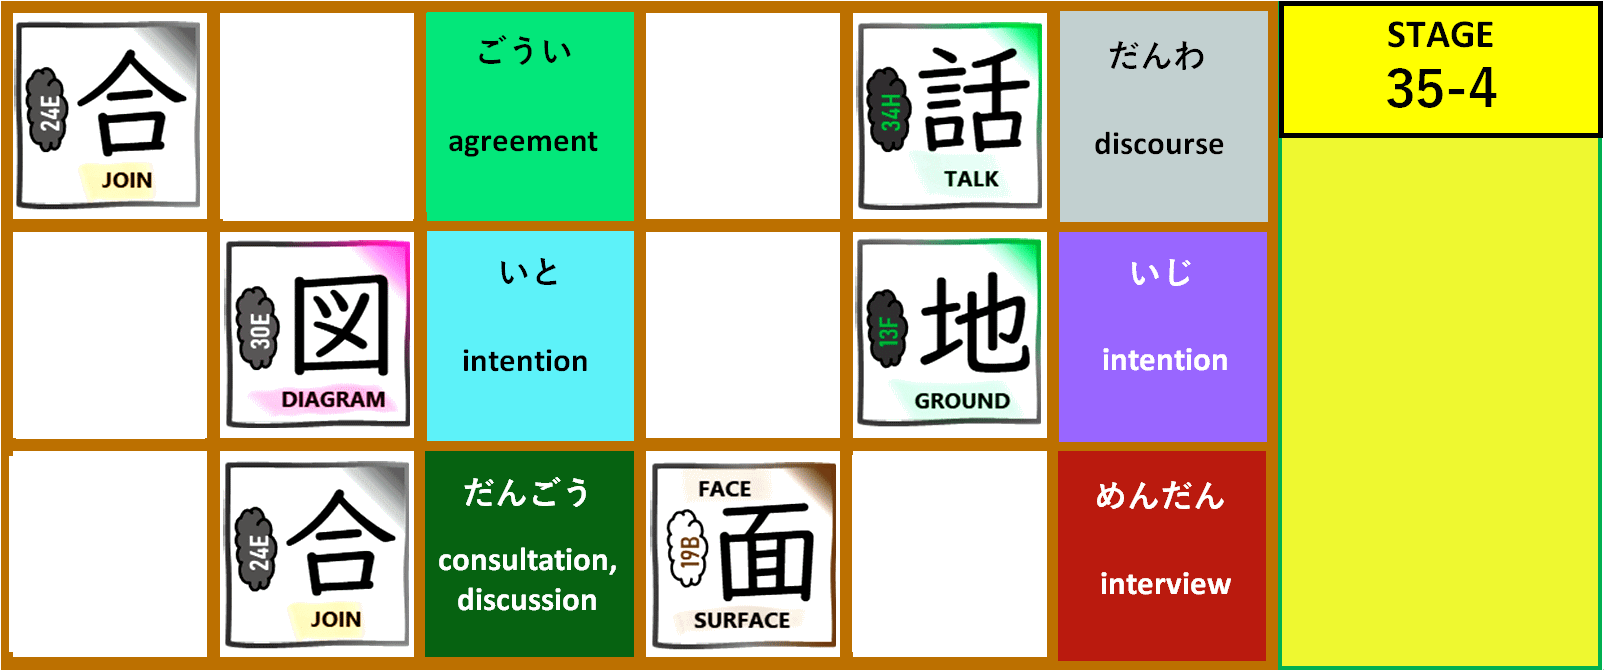 24E
合
JOIN
ごうい
agreement
34H
話
TALK
だんわ
discourse
STAGE
35-4
30E
図
DIAGRAM
いと
intention
13F
地
GROUND
いじ
intention
24E
合
JOIN
だんごう
consultation,
discussion
FACE
19B
面
SURFACE
めんだん
interview